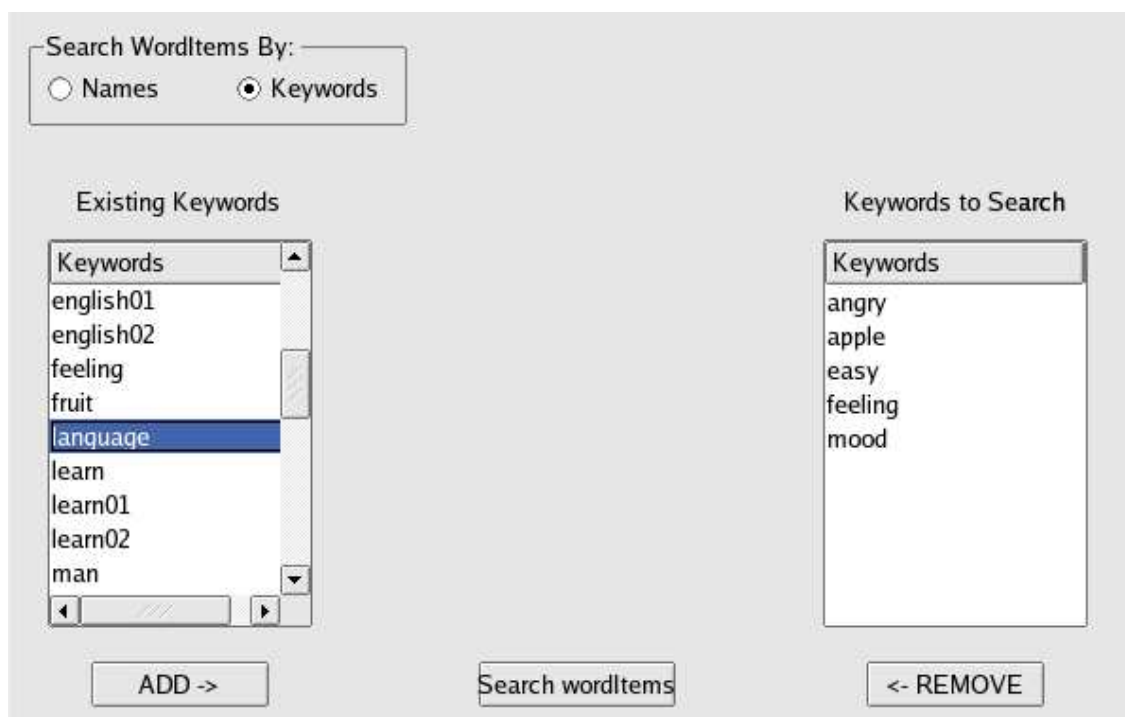 Search WordItems By:
Names Keywords
Existing Keywords
Keywords
english01
english02
feeling
fruit
language
learn
learn01
learn02
man
ADD ->
Search wordItems
Keywords to Search
Keywords
angry
apple
easy
feeling
mood
<- REMOVE